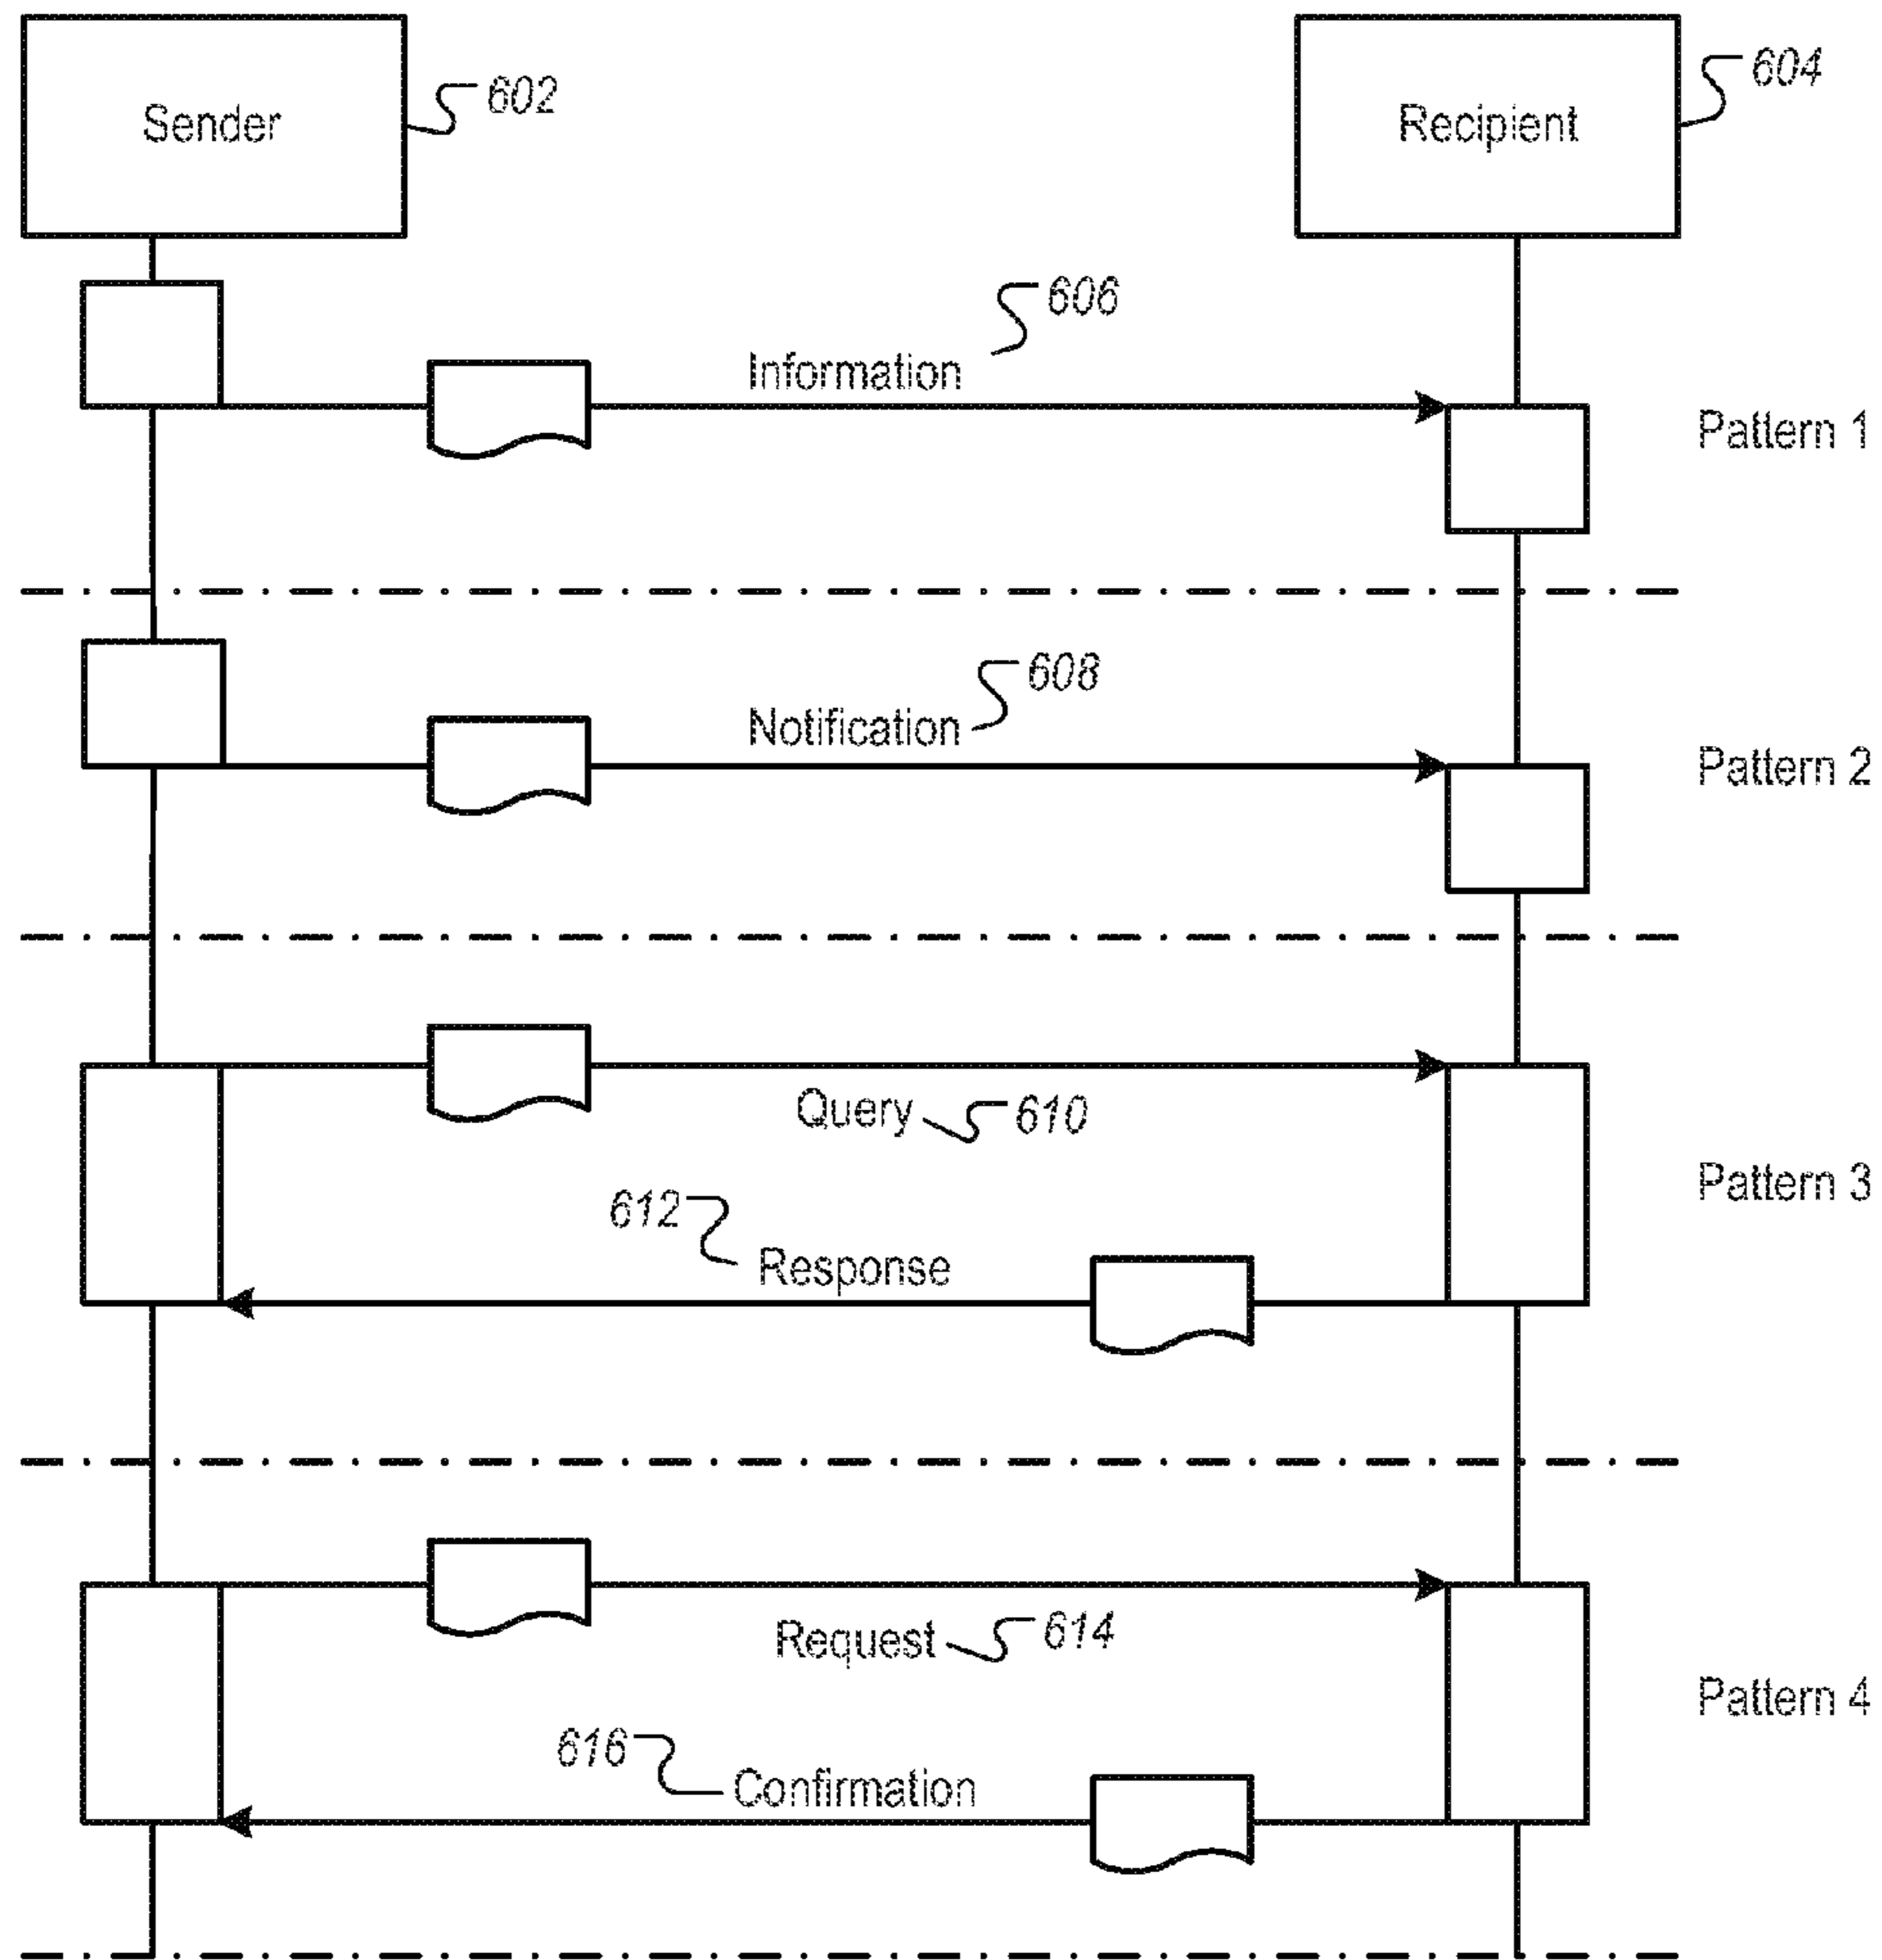 Sender
602
Recipient
604
606
Information
Pattern 1
608
Notification
Pattern 2
Query
610
Pattern 3
612
Response
Request
614
Pattern 4
616
Confirmation